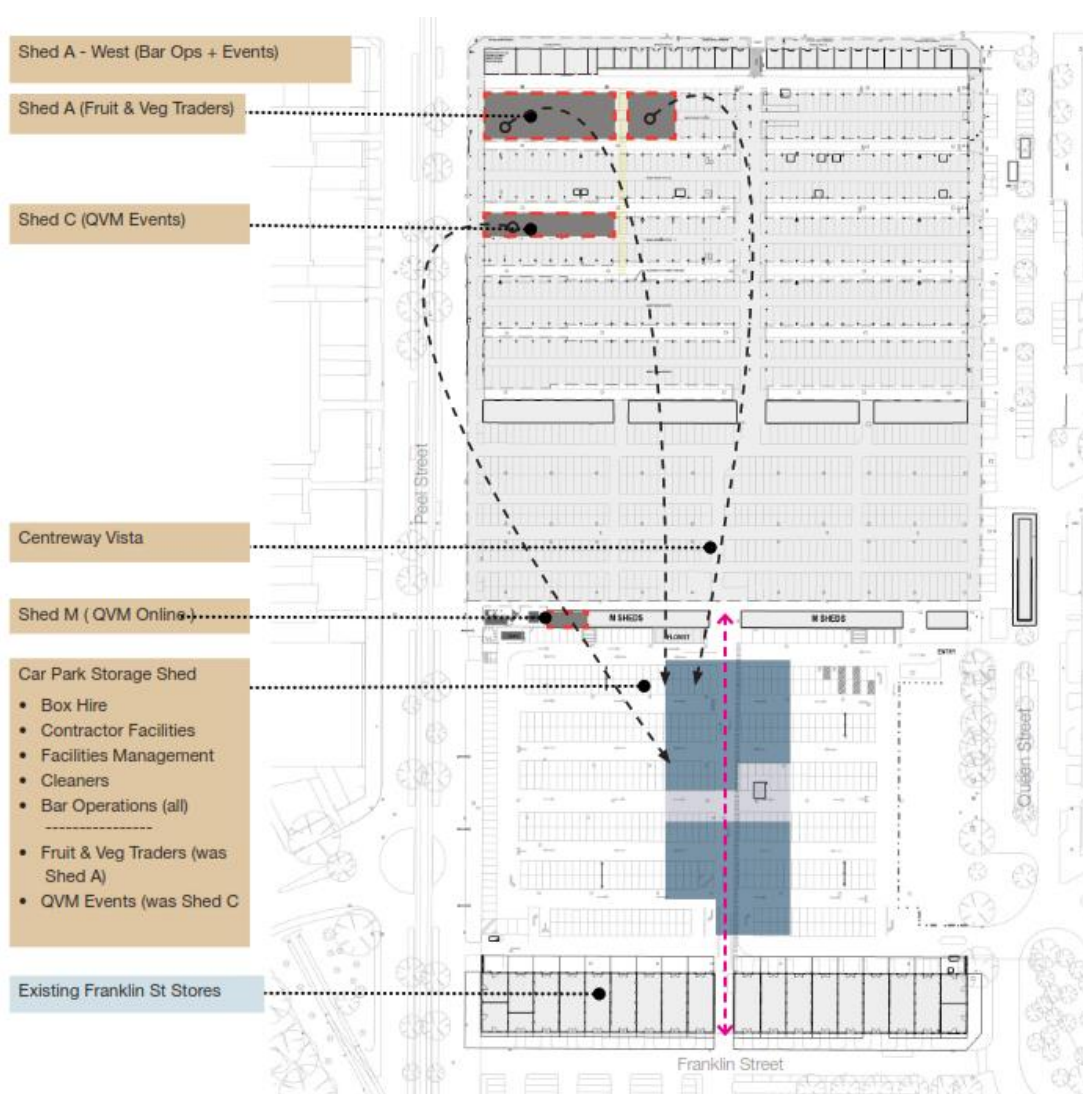 Shed A - West (Bar Ops + Events)
Shed A (Fruit & Veg Traders)
Shed C (QVM Events)
Peel Street
Centreway Vista
Shed M ( QVM Online )
M SHEDS
M SHEDS
FLORIST
ENTRY
Car Park Storage Shed
• Box Hire
• Contractor Facilities
• Facilities Management
• Cleaners
• Bar Operations (all)
----------------
• Fruit & Veg Traders (was
Shed A)
• QVM Events (was Shed C
Queen Street
Existing Franklin St Stores
Franklin Street